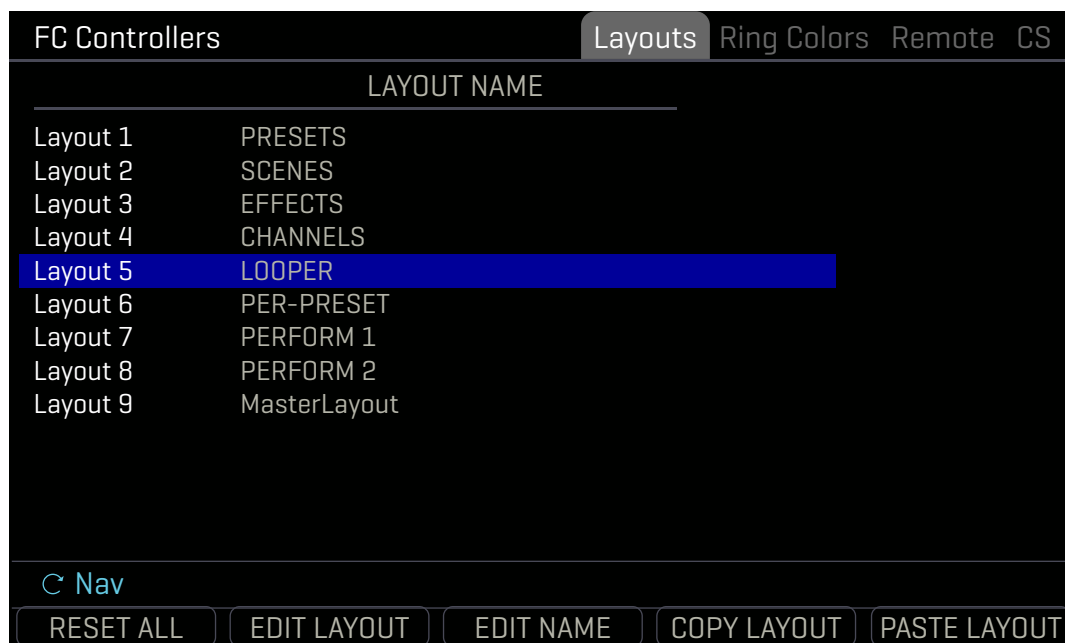 FC Controllers Layouts Ring Colors Remote CS
LAYOUT NAME
Layout 1 PRESETS
Layout 2 SCENES
Layout 3 EFFECTS
Layout 4 CHANNELS
Layout 5 LOOPER
Layout 6 PER-PRESET
Layout 7 PERFORM 1
Layout 8 PERFORM 2
Layout 9 MasterLayout
Nav
RESET ALL EDIT LAYOUT EDIT NAME COPY LAYOUT PASTE LAYOUT